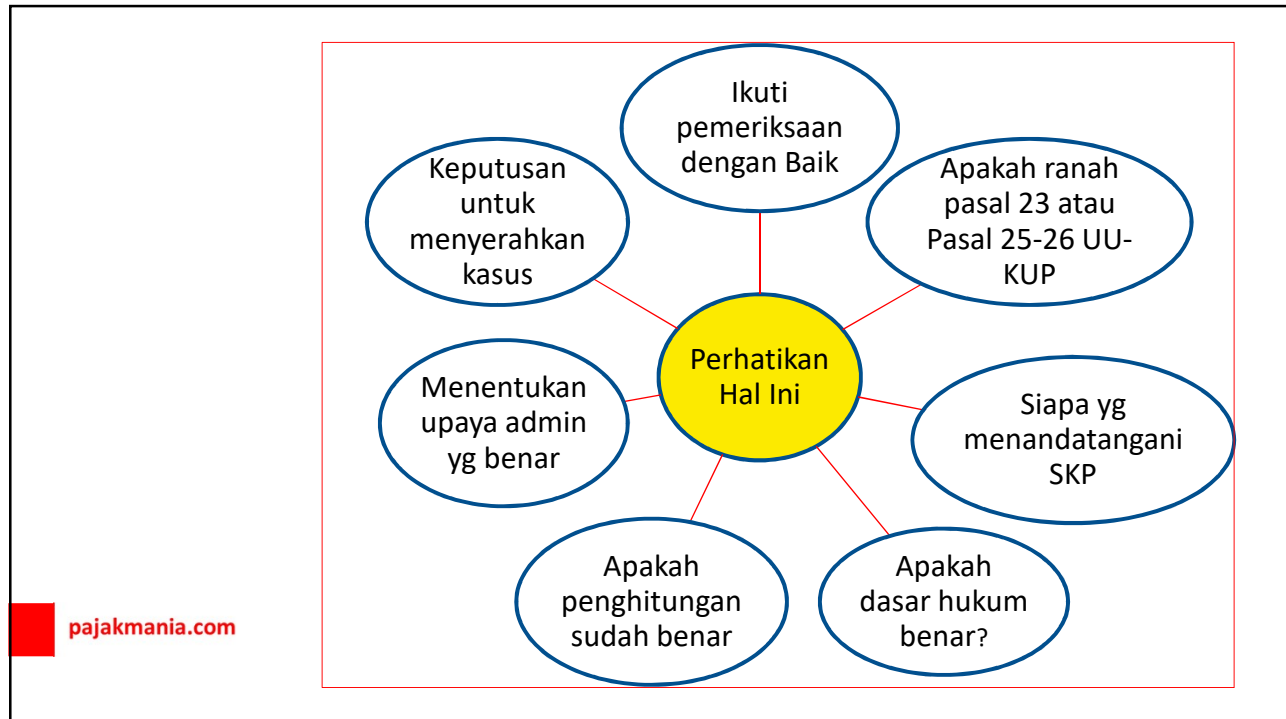 Ikuti
pemeriksaan
dengan Baik
Apakah ranah
pasal 23 atau
Pasal 25-26 UU-
KUP
Siapa yg
menandatangani
SKP
Apakah
dasar hukum
benar?
Apakah
penghitungan
sudah benar
Menentukan
upaya admin
yg benar
Keputusan
untuk
menyerahkan
kasus
Perhatikan
Hal Ini
pajakmania.com